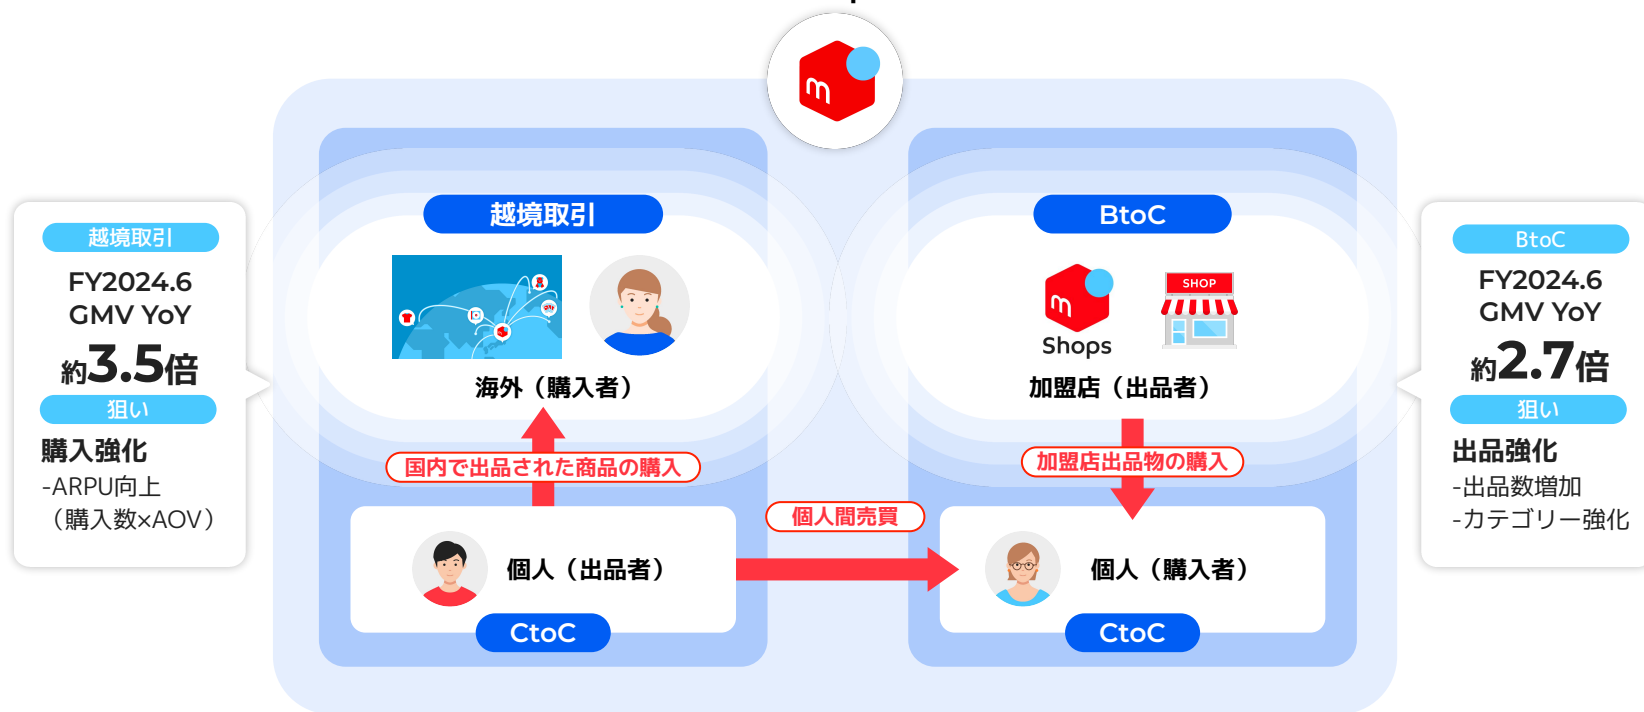 m
越境取引
FY2024.6
GMV YoY
約3.5倍
狙い
購入強化
-ARPU向上
（購入数×AOV）
越境取引
海外（購入者）
国内で出品された商品の購入
個人（出品者）
CtoC
個人間売買
BtoC
m
Shops
SHOP
加盟店（出品者）
加盟店出品物の購入
個人（購入者）
CtoC
BtoC
FY2024.6
GMV YoY
約2.7倍
狙い
出品強化
-出品数増加
-カテゴリー強化